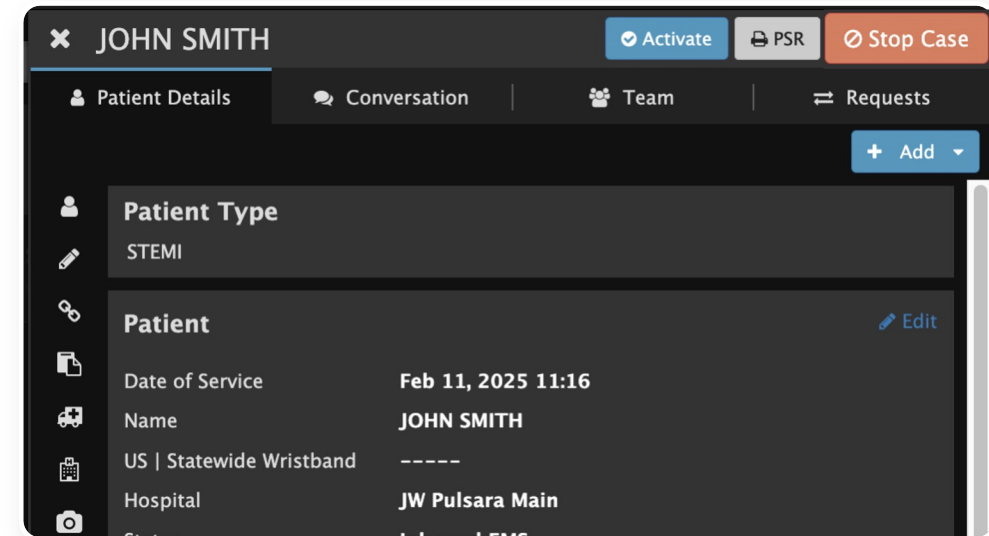 JOHN SMITH
Activate
PSR
Stop Case
Patient Details
Conversation
Team
Requests
+ Add
Patient Type
STEMI
Patient
Edit
Date of Service Feb 11, 2025 11:16
Name JOHN SMITH
US | Statewide Wristband -----
Hospital JW Pulsara Main